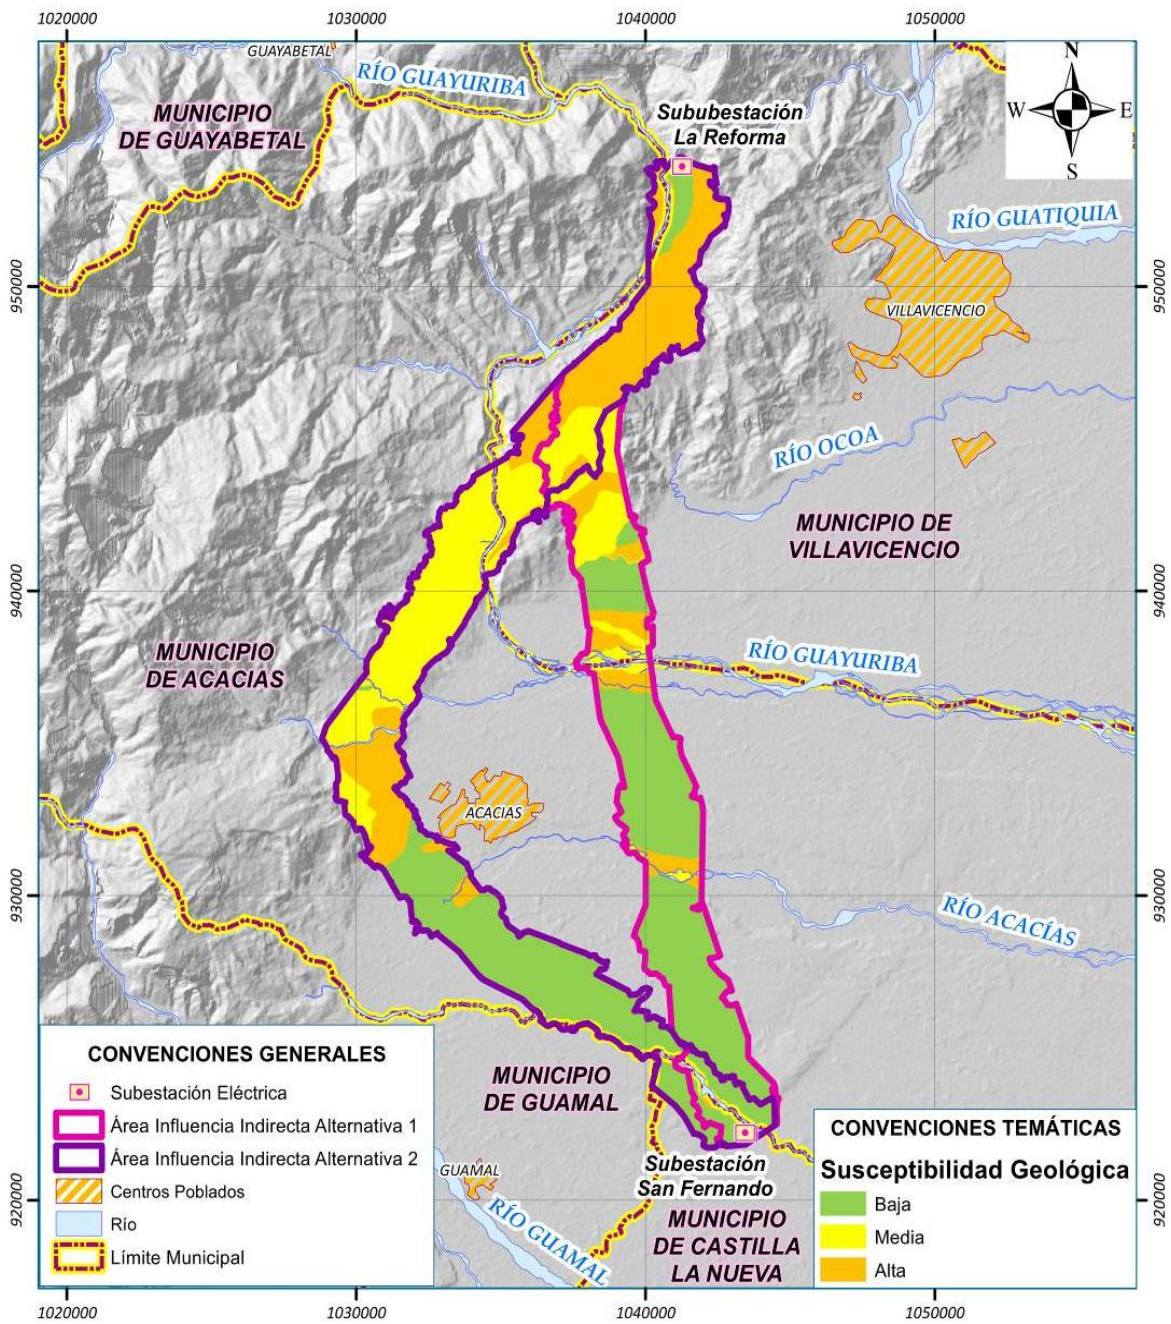 1020000
1030000
1040000
1050000
GUAYABETAL
RÍO GUAYURIBA
MUNICIPIO
DE GUAYABETAL
Sububestación
La Reforma
N
W
E
S
RÍO GUATIQUIA
950000
950000
VILLAVICENCIO
RÍO OCOA
MUNICIPIO DE
VILLAVICENCIO
940000
940000
MUNICIPIO
DE ACACIAS
RÍO GUAYURIBA
ACACIAS
930000
930000
RÍO ACACÍAS
MUNICIPIO
DE GUAMAL
Subestación
San Fernando
GUAMAL
RÍO GUAMAL
MUNICIPIO
DE CASTILLA
LA NUEVA
920000
920000
CONVENCIONES GENERALES
Subestación Eléctrica
Área Influencia Indirecta Alternativa 1
Área Influencia Indirecta Alternativa 2
Centros Poblados
Río
Límite Municipal
CONVENCIONES TEMÁTICAS
Susceptibilidad Geológica
Baja
Media
Alta
1020000
1030000
1040000
1050000